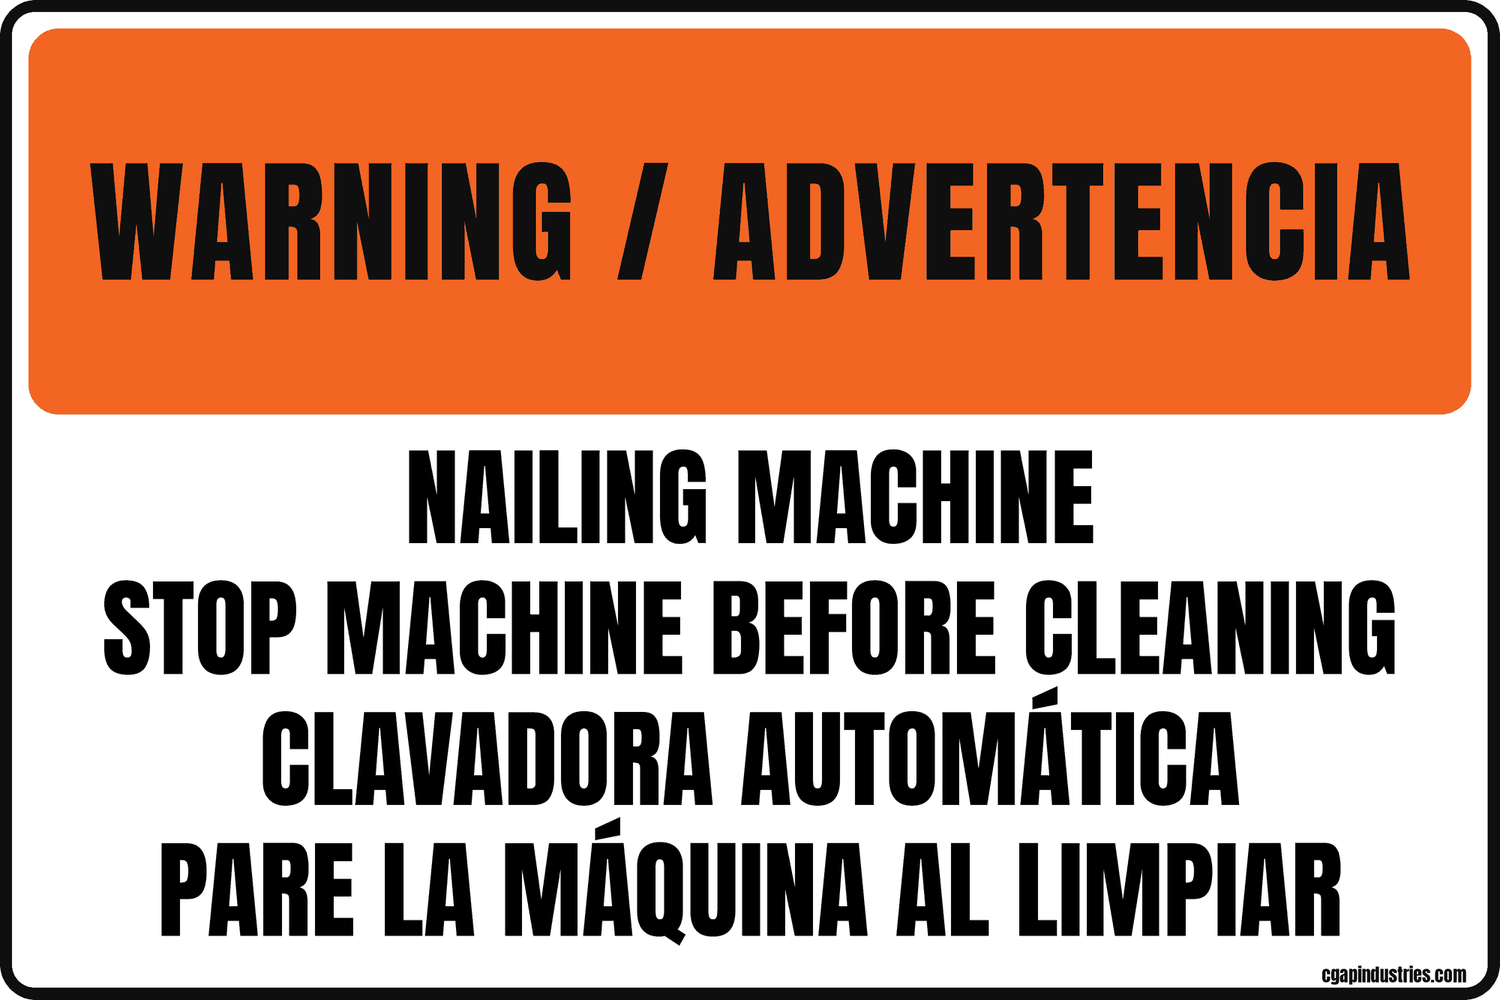 WARNING / ADVERTENCIA
NAILING MACHINE
STOP MACHINE BEFORE CLEANING
CLAVADORA AUTOMÁTICA
PARE LA MÁQUINA AL LIMPIAR
cgapindustries.com